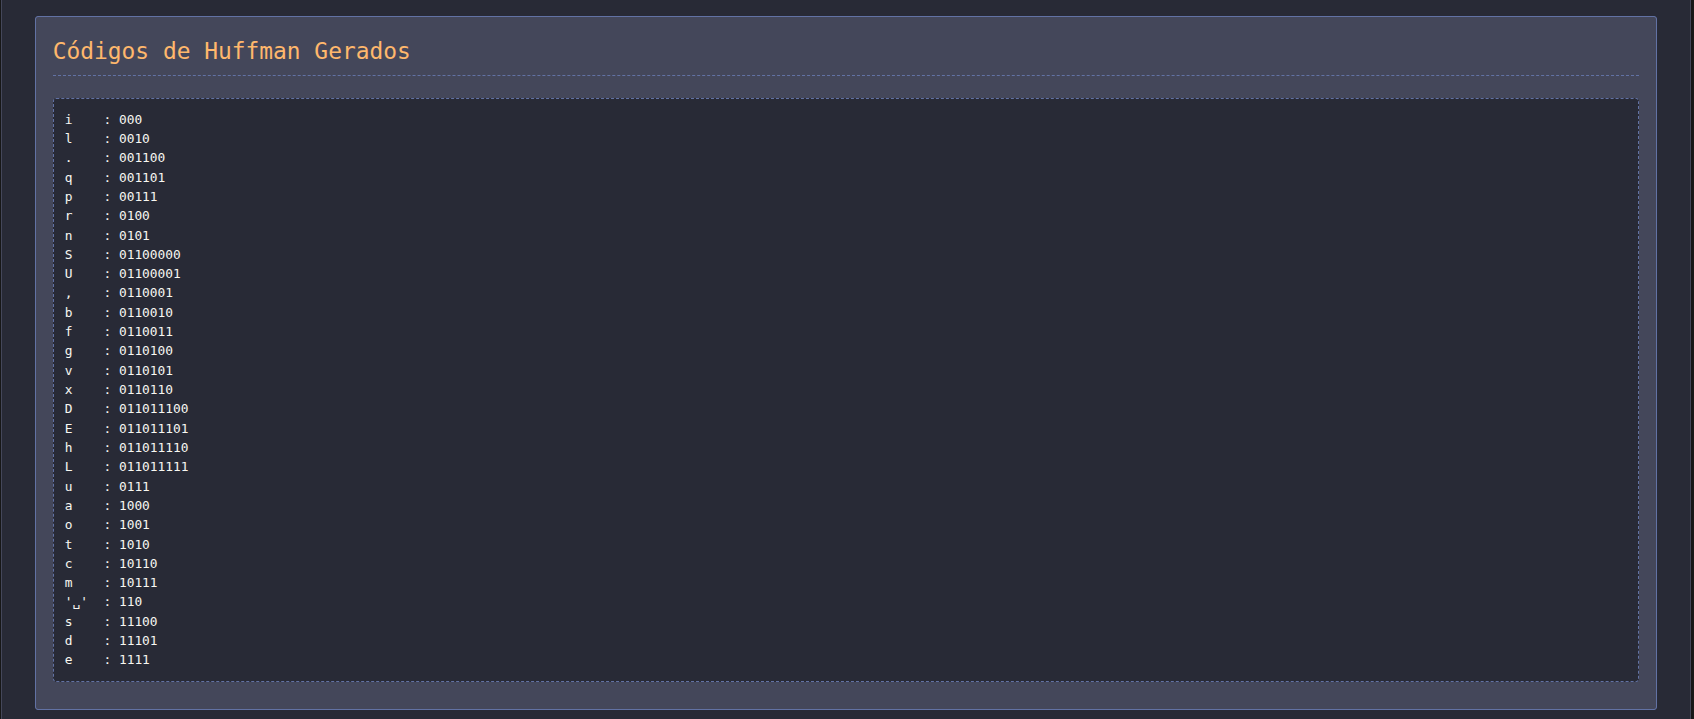 Códigos de Huffman Gerados
i    : 000
l    : 0010
.    : 001100
q    : 001101
p    : 00111
r    : 0100
n    : 0101
S    : 01100000
U    : 01100001
,    : 0110001
b    : 0110010
f    : 0110011
g    : 0110100
v    : 0110101
x    : 0110110
D    : 011011100
E    : 011011101
h    : 011011110
L    : 011011111
u    : 0111
a    : 1000
o    : 1001
t    : 1010
c    : 10110
m    : 10111
'␣'  : 110
s    : 11100
d    : 11101
e    : 1111